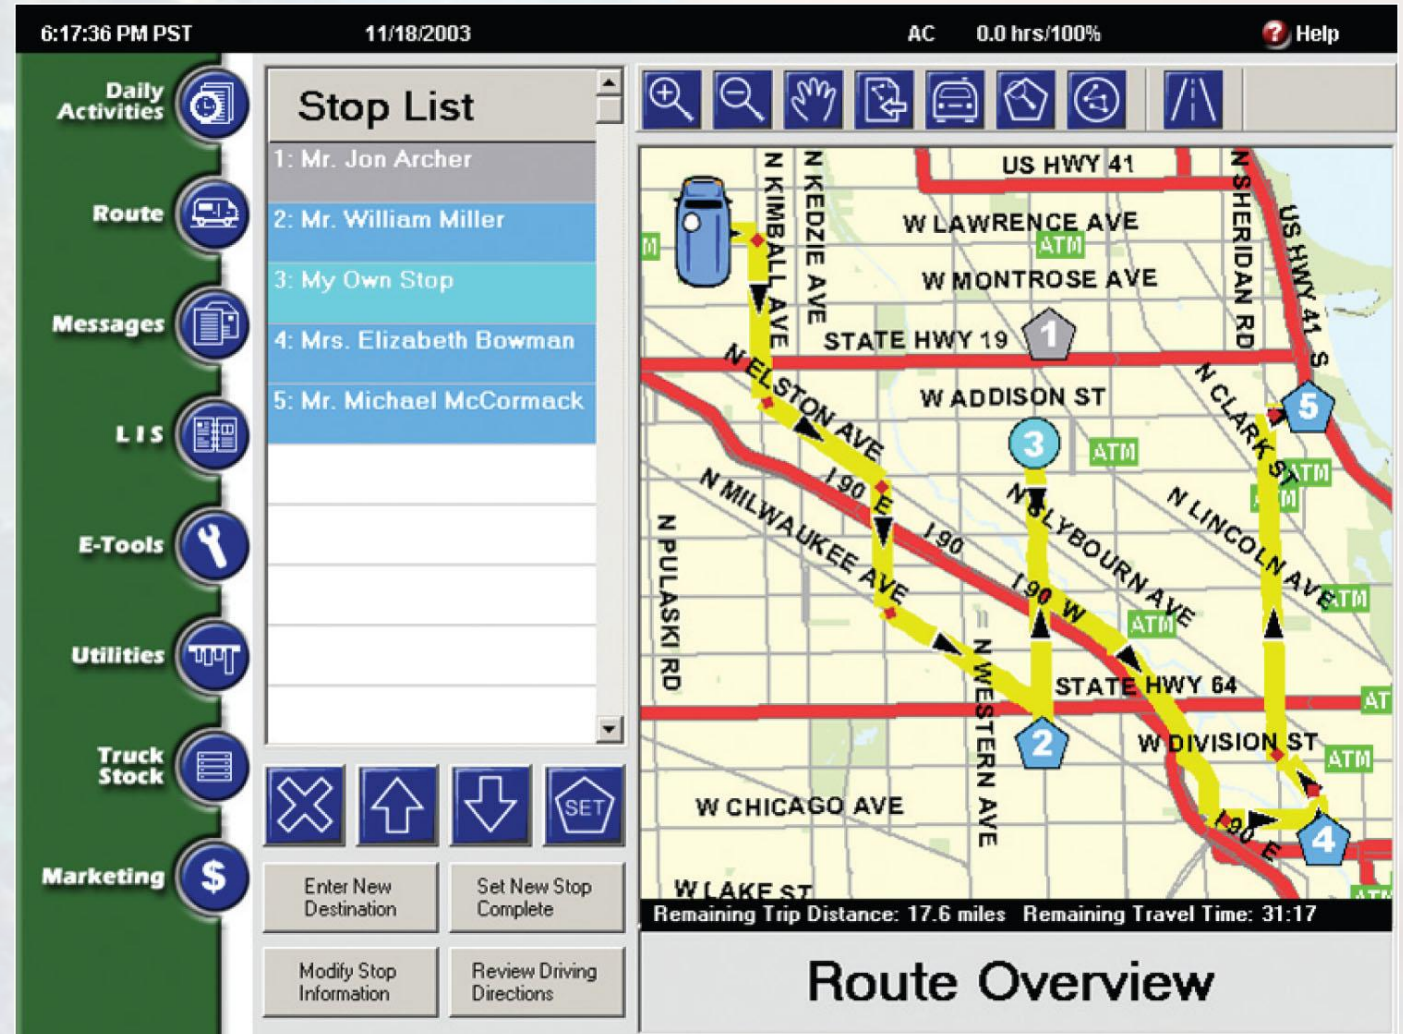 6:17:36 PM PST
11/18/2003
AC
0.0 hrs/100%
? Help
Daily
Activities
Route
Messages
LIS
E-Tools
Utilities
Truck
Stock
Marketing
$
Stop List
1: Mr. Jon Archer
2: Mr. William Miller
3: My Own Stop
4: Mrs. Elizabeth Bowman
5: Mr. Michael McCormack
SET
Enter New
Destination
Set New Stop
Complete
Modify Stop
Information
Review Driving
Directions
US HWY 41
N KIMBALL AVE
N KEDZIE AVE
N SHERIDAN RD
US HWY 41 S
W LAWRENCE AVE
ATM
W MONTROSE AVE
STATE HWY 19
1
N ELSTON AVE
W ADDISON ST
N CLARK ST
5
3
ATM
ATM
I 90 E
N MILWAUKEE AVE
I 90
N LINCOLN AVE
N PULASKI RD
I 90 W
ATM
N WESTERN AVE
STATE HWY 64
2
W DIVISION ST
ATM
W CHICAGO AVE
I 90 E
4
W LAKE ST
Remaining Trip Distance: 17.6 miles Remaining Travel Time: 31:17
Route Overview